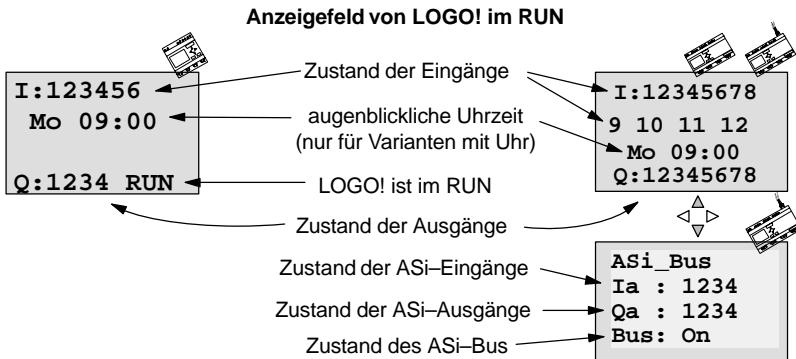 Anzeigefeld von LOGO! im RUN
I:123456
Mo 09:00
Q:1234 RUN
Zustand der Eingänge
augenblickliche Uhrzeit
(nur für Varianten mit Uhr)
LOGO! ist im RUN
Zustand der Ausgänge
Zustand der ASi–Eingänge
Zustand der ASi–Ausgänge
Zustand des ASi–Bus
I:12345678
9 10 11 12
Mo 09:00
Q:12345678
ASi_Bus
Ia : 1234
Qa : 1234
Bus: On